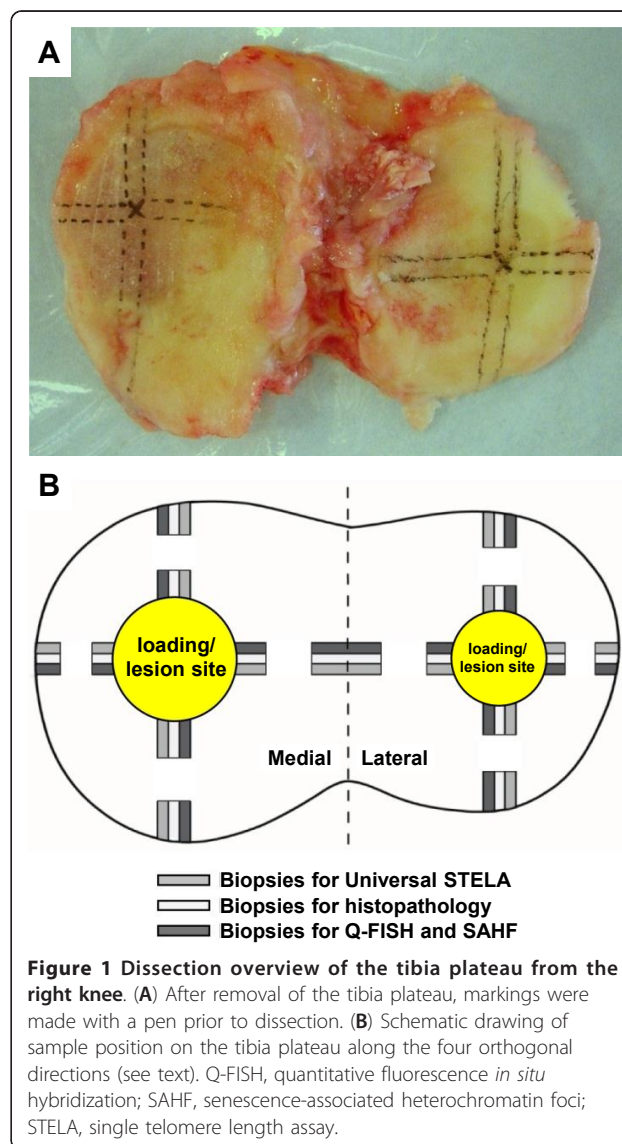 A
B
loading/
lesion site
loading/
lesion site
Medial
Lateral
Biopsies for Universal STELA
Biopsies for histopathology
Biopsies for Q-FISH and SAHF
Figure 1 Dissection overview of the tibia plateau from the
right knee. (A) After removal of the tibia plateau, markings were
made with a pen prior to dissection. (B) Schematic drawing of
sample position on the tibia plateau along the four orthogonal
directions (see text). Q-FISH, quantitative fluorescence in situ
hybridization; SAHF, senescence-associated heterochromatin foci;
STELA, single telomere length assay.